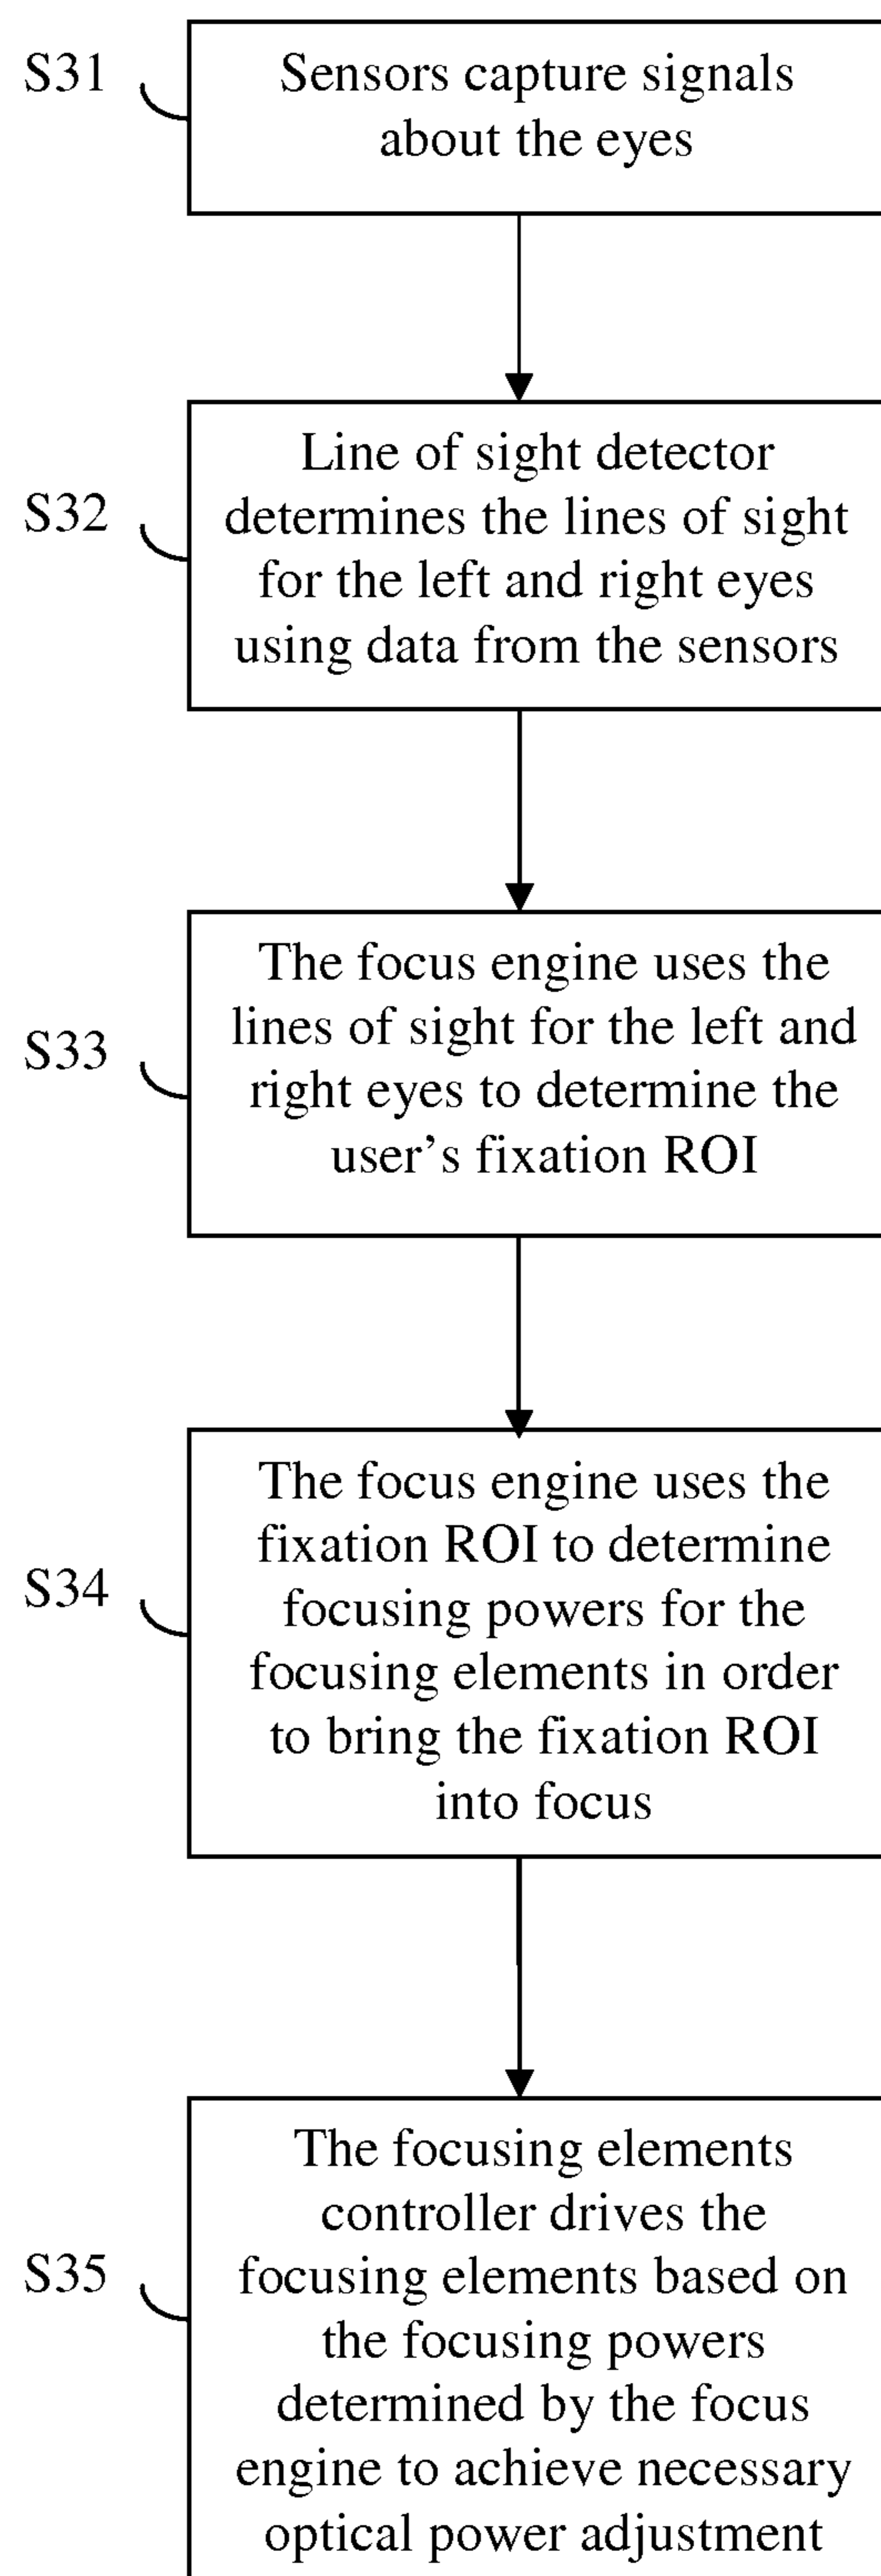 S31
Sensors capture signals
about the eyes
S32
Line of sight detector
determines the lines of sight
for the left and right eyes
using data from the sensors
S33
The focus engine uses the
lines of sight for the left and
right eyes to determine the
user’s fixation ROI
S34
The focus engine uses the
fixation ROI to determine
focusing powers for the
focusing elements in order
to bring the fixation ROI
into focus
S35
The focusing elements
controller drives the
focusing elements based on
the focusing powers
determined by the focus
engine to achieve necessary
optical power adjustment